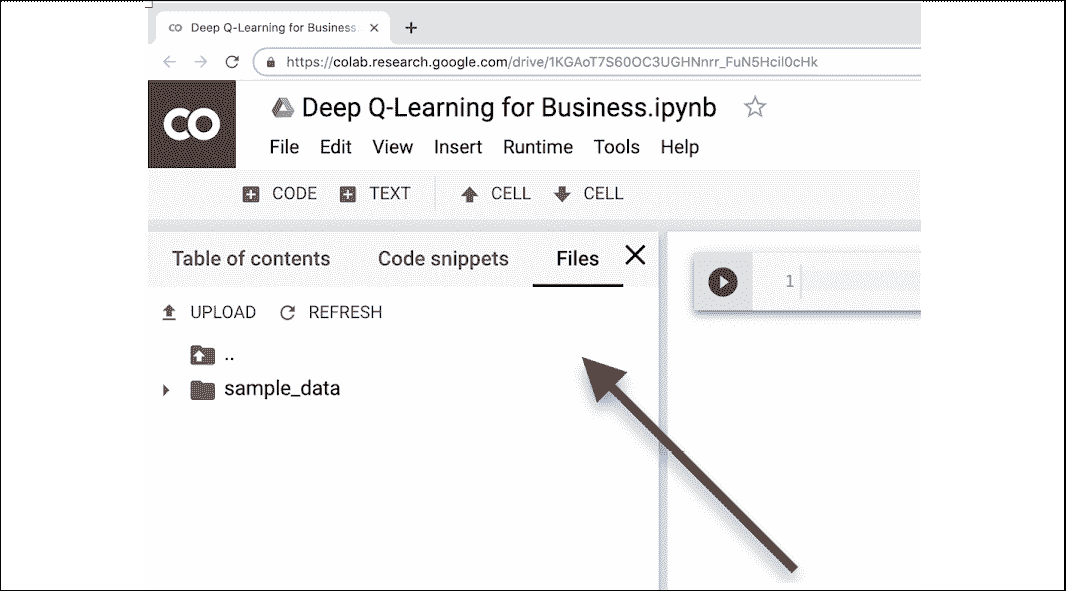 CO Deep Q-Learning for Business
https://colab.research.google.com/drive/1KGAoT7S60OC3UGHNnrr_FuN5Hcil0cHk
CO Deep Q-Learning for Business.ipynb
File Edit View Insert Runtime Tools Help
CODE TEXT CELL CELL
Table of contents Code snippets Files
UPLOAD REFRESH
1
..
sample_data